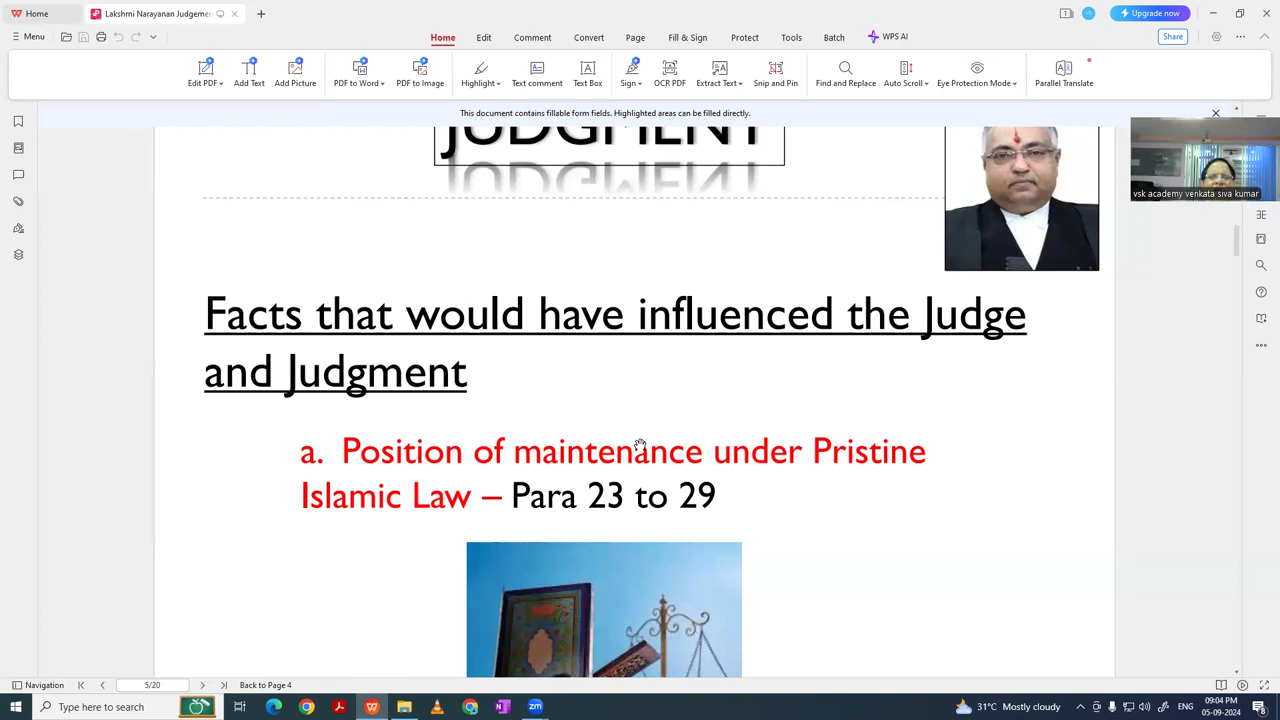 Home
Lakshmi Narayanan Judgemen
Upgrade now
Menu
Home Edit Comment Convert Page Fill & Sign Protect Tools Batch WPS AI
Share
Edit PDF Add Text Add Picture PDF to Word PDF to Image Highlight Text comment Text Box Sign OCR PDF Extract Text Snip and Pin Find and Replace Auto Scroll Eye Protection Mode Parallel Translate
This document contains fillable form fields. Highlighted areas can be filled directly.
JUDGMENT
vsk academy venkata siva kumar
Facts that would have influenced the Judge
and Judgment
a. Position of maintenance under Pristine
Islamic Law – Para 23 to 29
Navigation 5/20 Back to Page 4
Type here to search
31°C Mostly cloudy
ENG
09:04 PM
05-09-2024